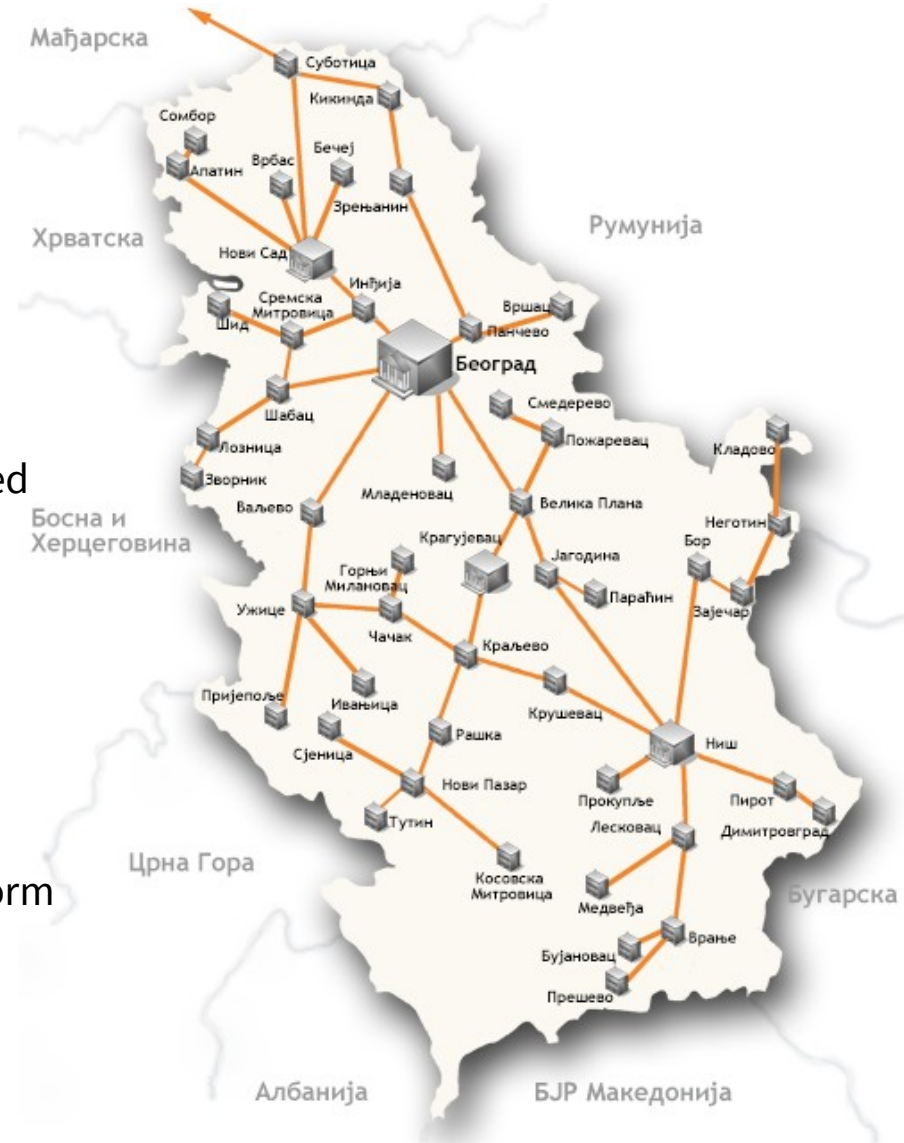 Мађарска
Суботица
Кикинда
Сомбор
Бечеј
Врбас
Апатин
Зрењанин
Румунија
Хрватска
Нови Сад
Инђија
Сремска
Митровица
Вршац
Шид
Панчево
Београд
Смедерево
Шабац
Пожаревац
Лозница
Кладово
ed
Зворник
Младеновац
Велика Плана
Ваљево
Босна и
Херцеговина
Неготин
Крагујевац
Бор
Јагодина
Горњи
Милановац
Параћин
Ужице
Зајечар
Чачак
Краљево
Пријепоље
Ивањица
Крушевац
Рашка
Ниш
Сјеница
Нови Пазар
Прокупље
Пирот
Тутин
Лесковац
Димитровград
Црна Гора
Косовска
Митровица
orm
Медвеђа
Бугарска
Врање
Бујановац
Прешево
Албанија
БЈР Македонија